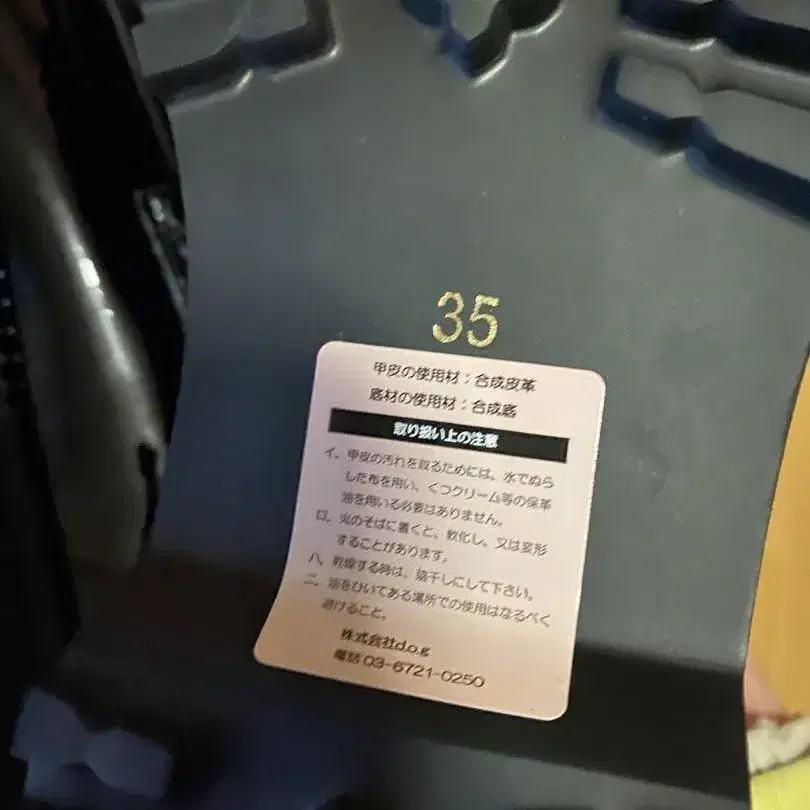 35
甲皮の使用材：合成皮革
底材の使用材：合成底
取り扱い上の注意
イ、甲皮の汚れを取るためには、水でぬら
した布を用い、くつクリーム等の保革
油を用いる必要はありません。
ロ、火のそばに置くと、軟化し、又は変形
することがあります。
ハ、乾燥する時は、陰干しにして下さい。
ニ、油をひいてある場所での使用はなるべく
避けること。
株式会社d.o.g
電話 03-6721-0250